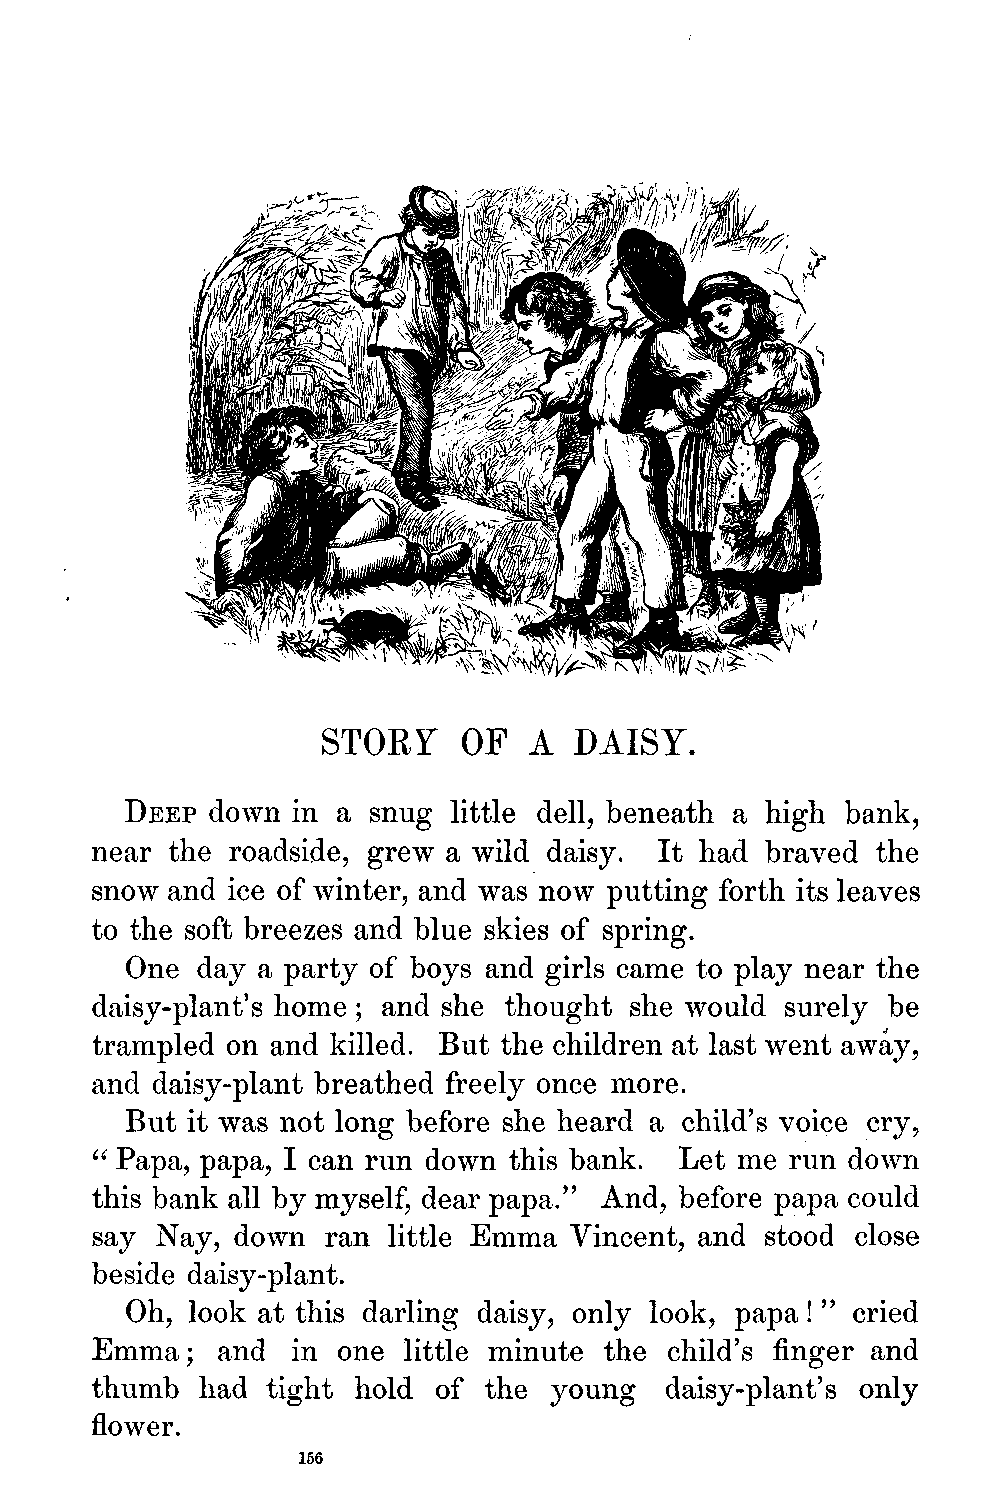 STORY OF A DAISY.
DEEP down in a snug little dell, beneath a high bank,
near the roadside, grew a wild daisy. It had braved the
snow and ice of winter, and was now putting forth its leaves
to the soft breezes and blue skies of spring.
One day a party of boys and girls came to play near the
daisy-plant's home; and she thought she would surely be
trampled on and killed. But the children at last went away,
and daisy-plant breathed freely once more.
But it was not long before she heard a child's voice cry,
“Papa, papa, I can run down this bank. Let me run down
this bank all by myself, dear papa.” And, before papa could
say Nay, down ran little Emma Vincent, and stood close
beside daisy-plant.
Oh, look at this darling daisy, only look, papa!” cried
Emma; and in one little minute the child's finger and
thumb had tight hold of the young daisy-plant's only
flower.
156